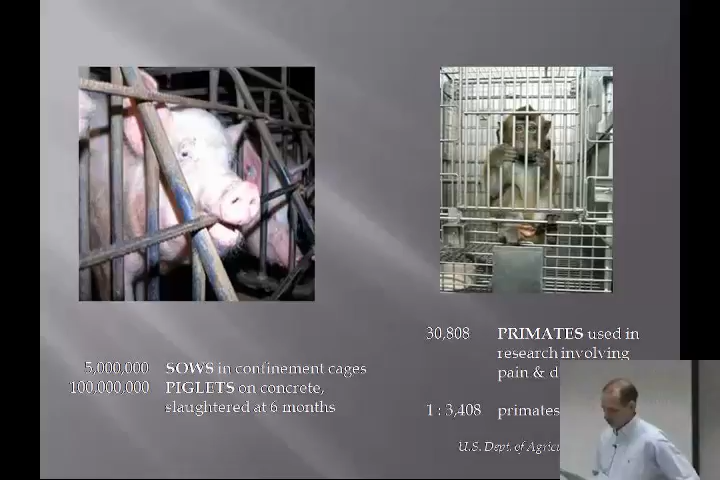 5,000,000 SOWS in confinement cages
100,000,000 PIGLETS on concrete,
slaughtered at 6 months
30,808 PRIMATES used in
research involving
pain &
1 : 3,408 primates
U.S. Dept. of